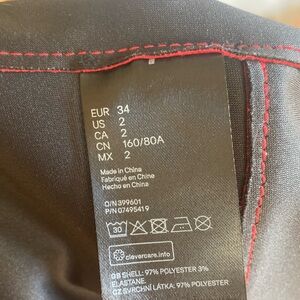 EUR 34
US 2
CA 2
CN 160/80A
MX 2
Made in China
Fabriqué en China
Hecho en China
O/N 399601
P/N 07495419
30
clevercare.info
GB SHELL: 97% POLYESTER 3%
ELASTANE
CZ SVRCHNÍ LÁTKA: 97% POLYESTER